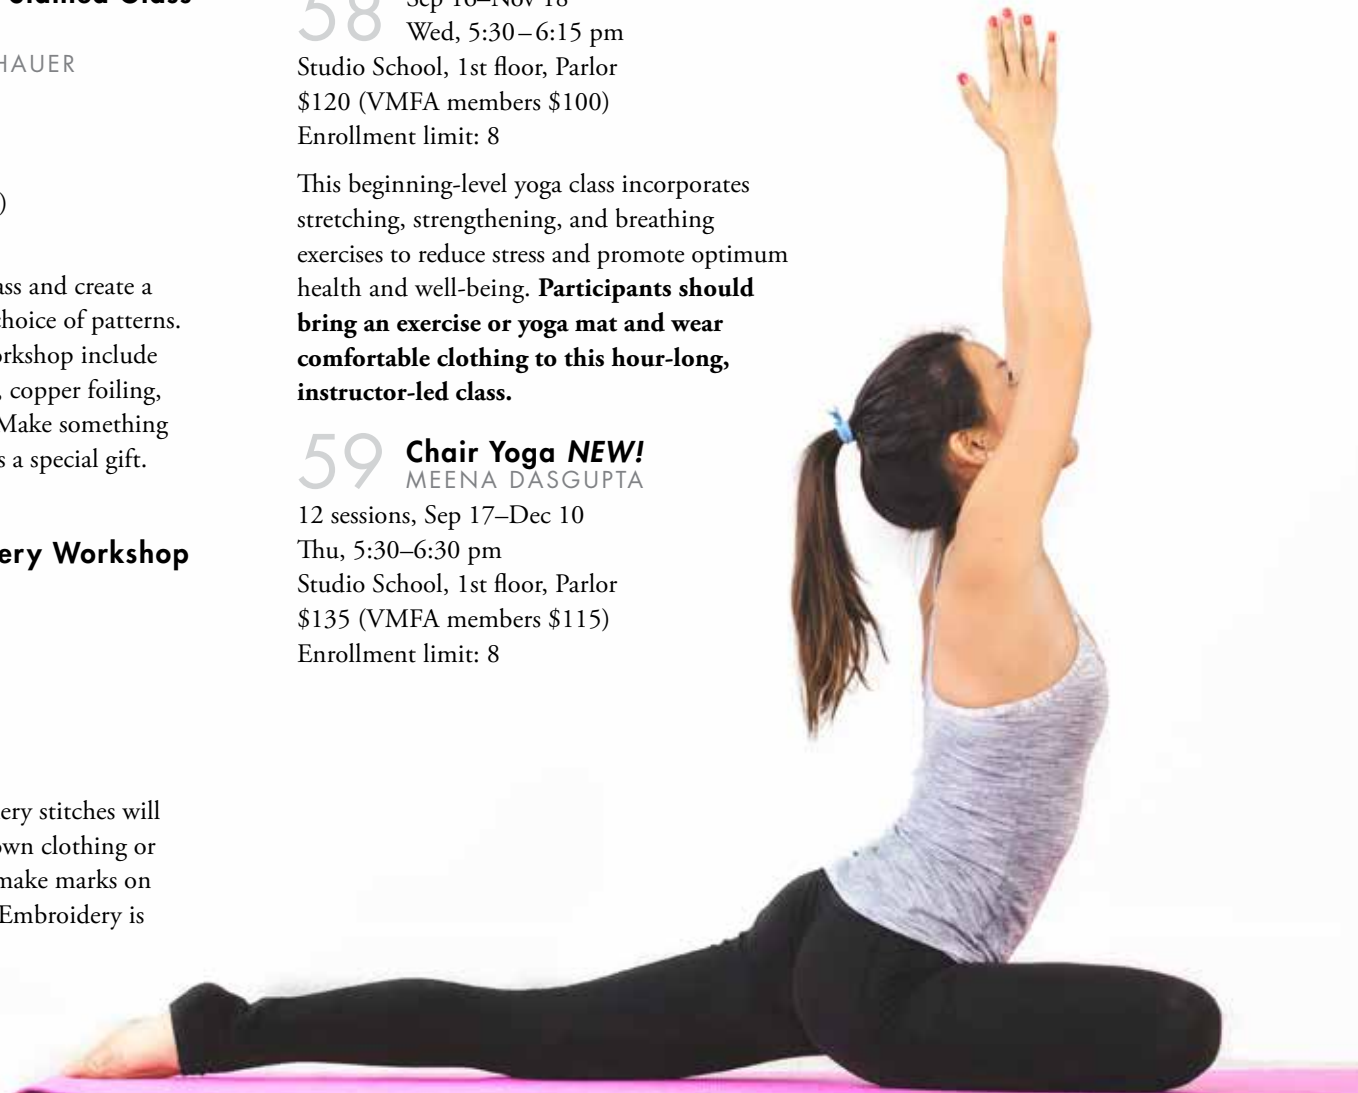 Stained Glass
HAUER
)
ass and create a
choice of patterns.
orkshop include
, copper foiling,
Make something
s a special gift.
ery Workshop
ery stitches will
own clothing or
make marks on
Embroidery is
58 Sep 16–Nov 18
Wed, 5:30–6:15 pm
Studio School, 1st floor, Parlor
$120 (VMFA members $100)
Enrollment limit: 8
This beginning-level yoga class incorporates
stretching, strengthening, and breathing
exercises to reduce stress and promote optimum
health and well-being. Participants should
bring an exercise or yoga mat and wear
comfortable clothing to this hour-long,
instructor-led class.
59 Chair Yoga NEW!
MEENA DASGUPTA
12 sessions, Sep 17–Dec 10
Thu, 5:30–6:30 pm
Studio School, 1st floor, Parlor
$135 (VMFA members $115)
Enrollment limit: 8